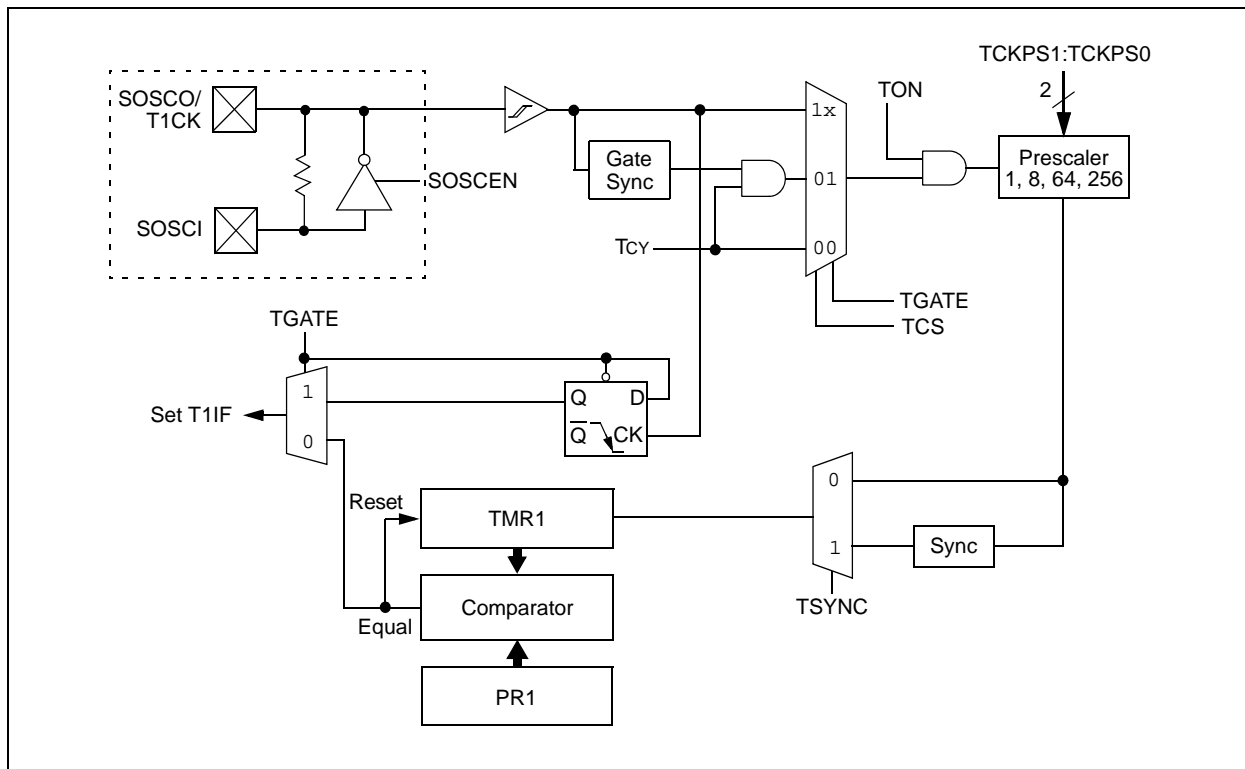 TCKPS1:TCKPS0
2
TON
SOSCO/
T1CK
1x
Prescaler
1, 8, 64, 256
Gate
Sync
SOSCEN
01
SOSCI
TCY
00
TGATE
TCS
TGATE
1
Q
D
Set T1IF
0
Q
CK
0
Reset
TMR1
1
Sync
TSYNC
Comparator
Equal
PR1